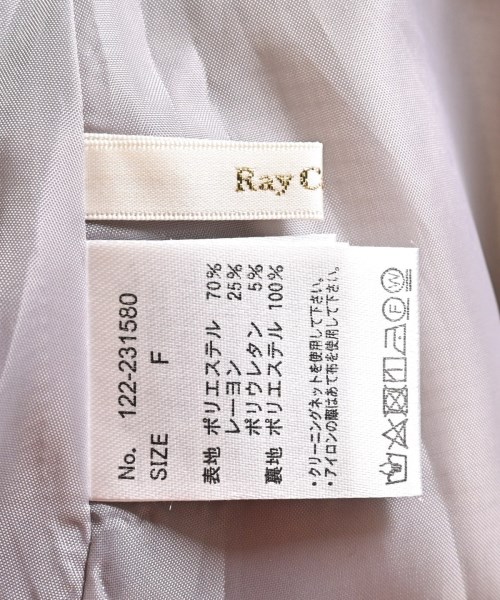 Ray C
No. 122-231580
SIZE F
表地 ポリエステル 70%
レーヨン 25%
ポリウレタン 5%
裏地 ポリエステル 100%
・クリーニングネットを使用して下さい。
・アイロンの際はあて布を使用して下さい。
F W